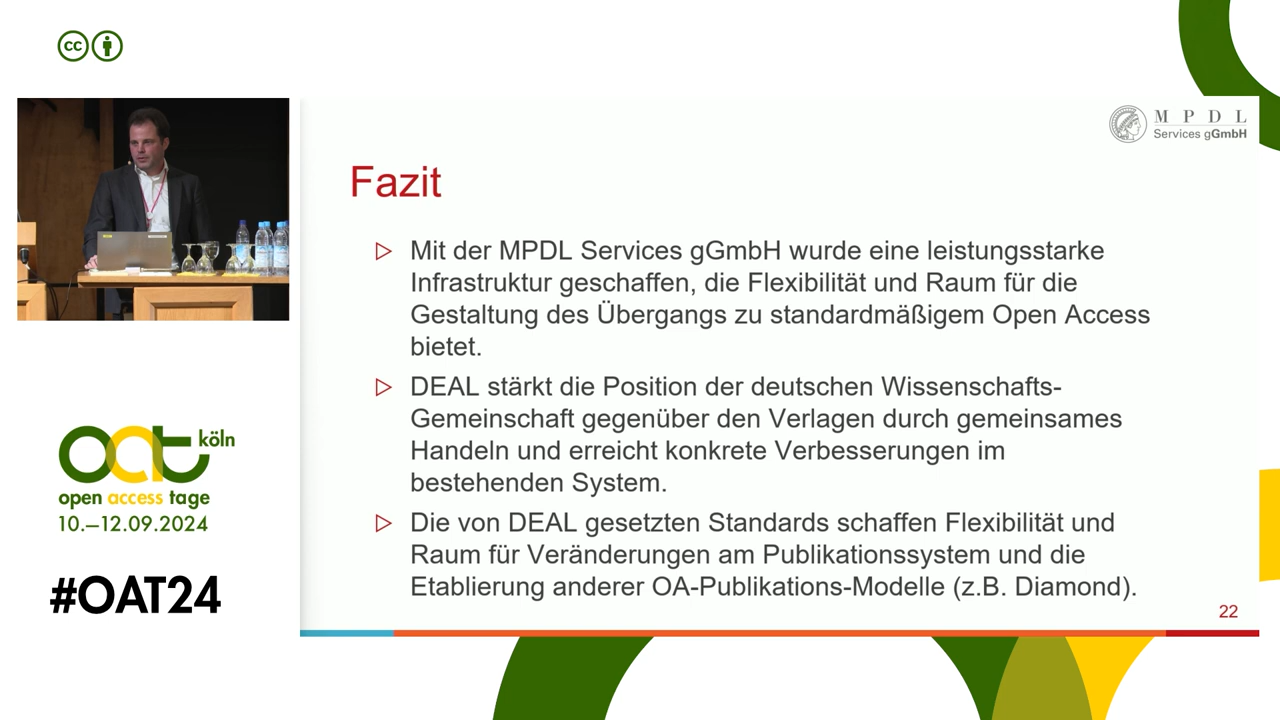 cc
MPDL
Services gGmbH
Fazit
Mit der MPDL Services gGmbH wurde eine leistungsstarke
Infrastruktur geschaffen, die Flexibilität und Raum für die
Gestaltung des Übergangs zu standardmäßigem Open Access
bietet.
DEAL stärkt die Position der deutschen Wissenschafts-
Gemeinschaft gegenüber den Verlagen durch gemeinsames
Handeln und erreicht konkrete Verbesserungen im
bestehenden System.
Die von DEAL gesetzten Standards schaffen Flexibilität und
Raum für Veränderungen am Publikationssystem und die
Etablierung anderer OA-Publikations-Modelle (z.B. Diamond).
22
oat köln
open access tage
10.–12.09.2024
#OAT24